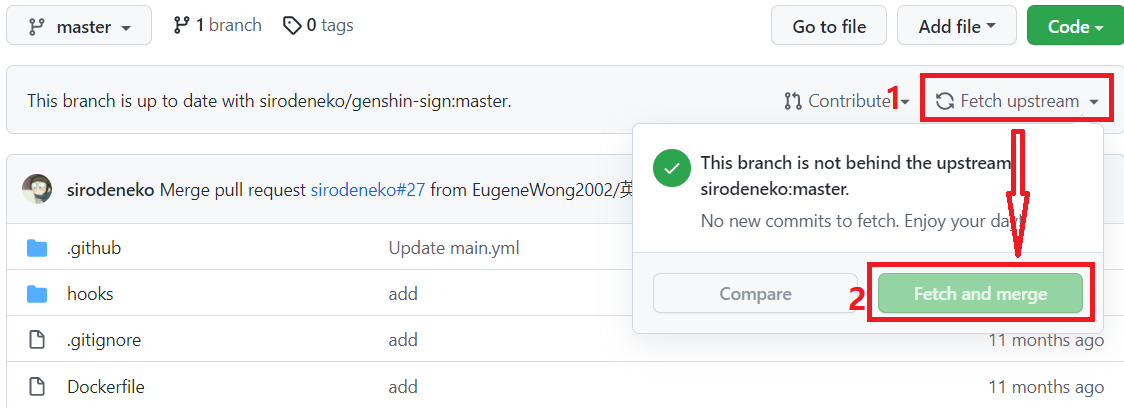 master
1 branch
0 tags
Go to file
Add file
Code
This branch is up to date with sirodeneko/genshin-sign:master.
Contribute
1
Fetch upstream
This branch is not behind the upstream
sirodeneko:master.
No new commits to fetch. Enjoy your day!
Compare
2
Fetch and merge
sirodeneko Merge pull request sirodeneko#27 from EugeneWong2002/英
.github
Update main.yml
hooks
add
.gitignore
add
11 months ago
Dockerfile
add
11 months ago